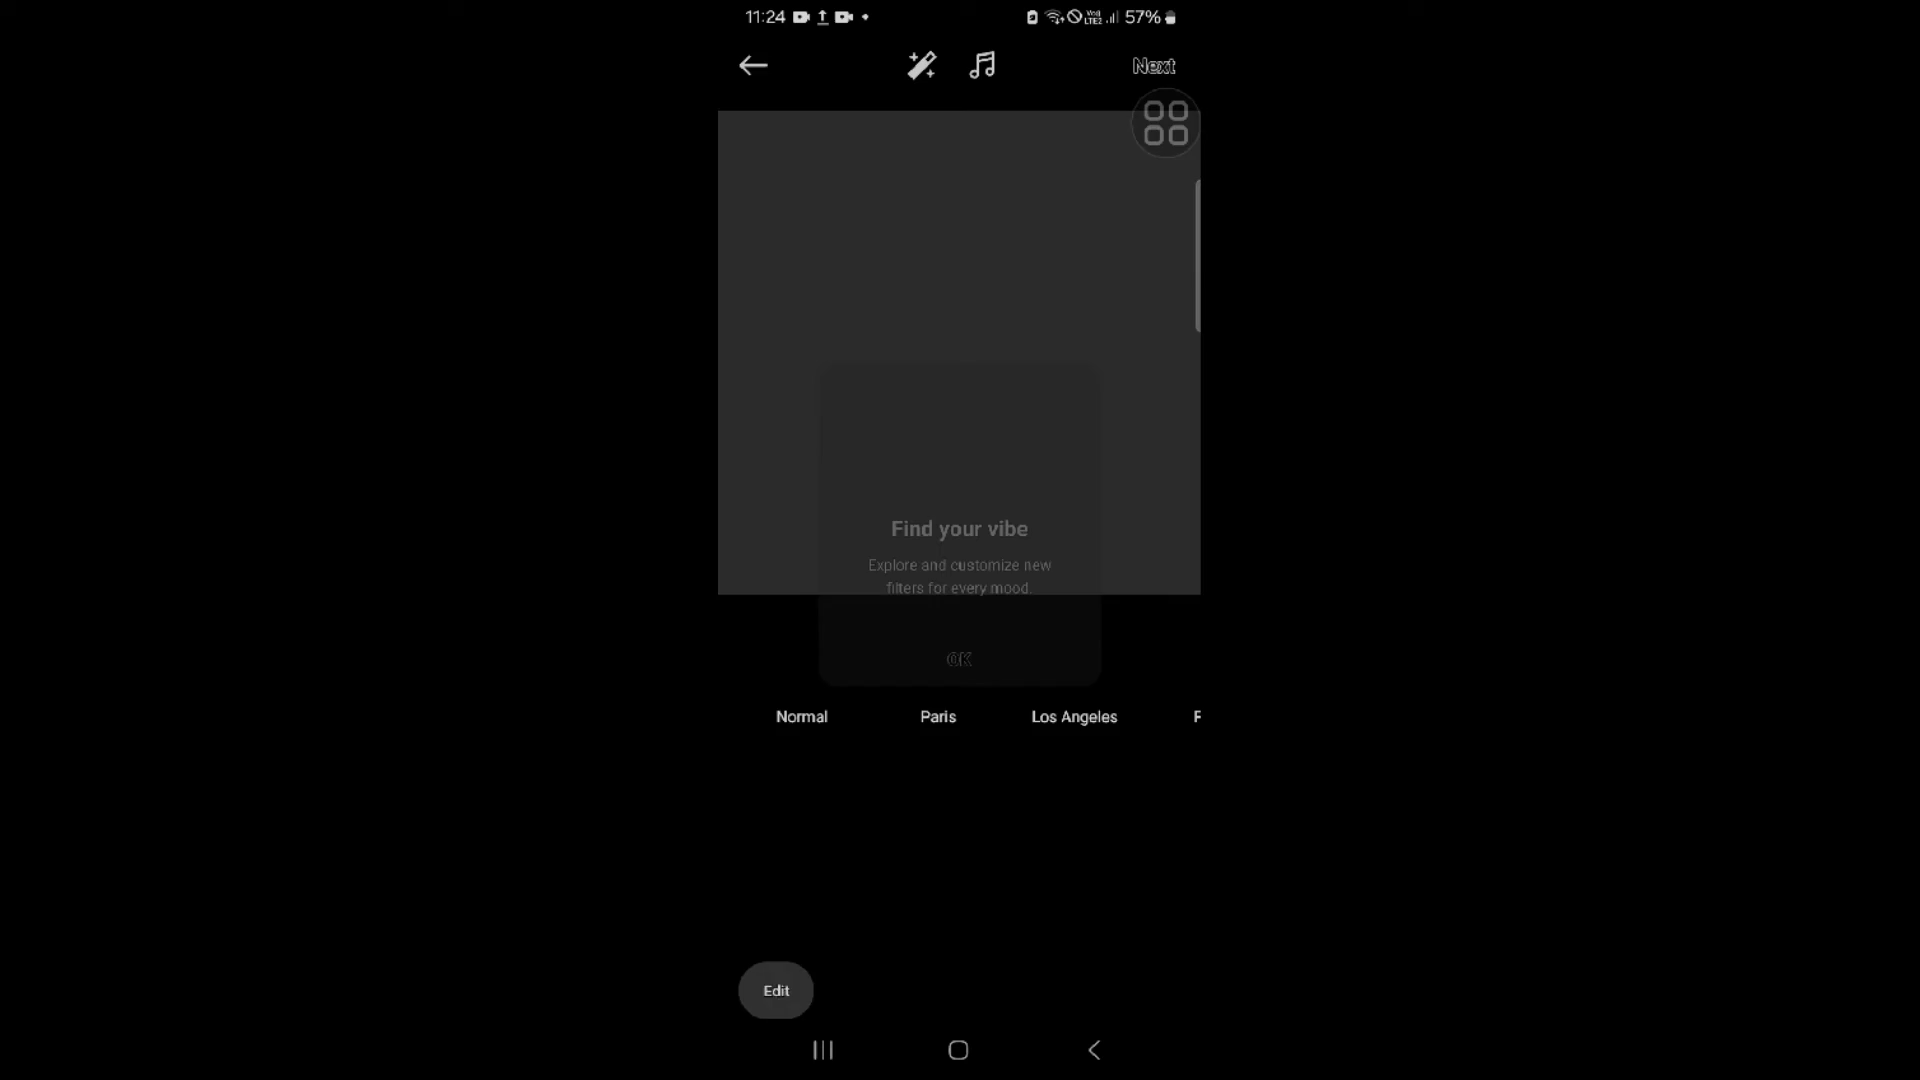 11:24 57%
Next
Find your vibe
Explore and customize new
filters for every mood.
OK
Normal Paris Los Angeles
Edit